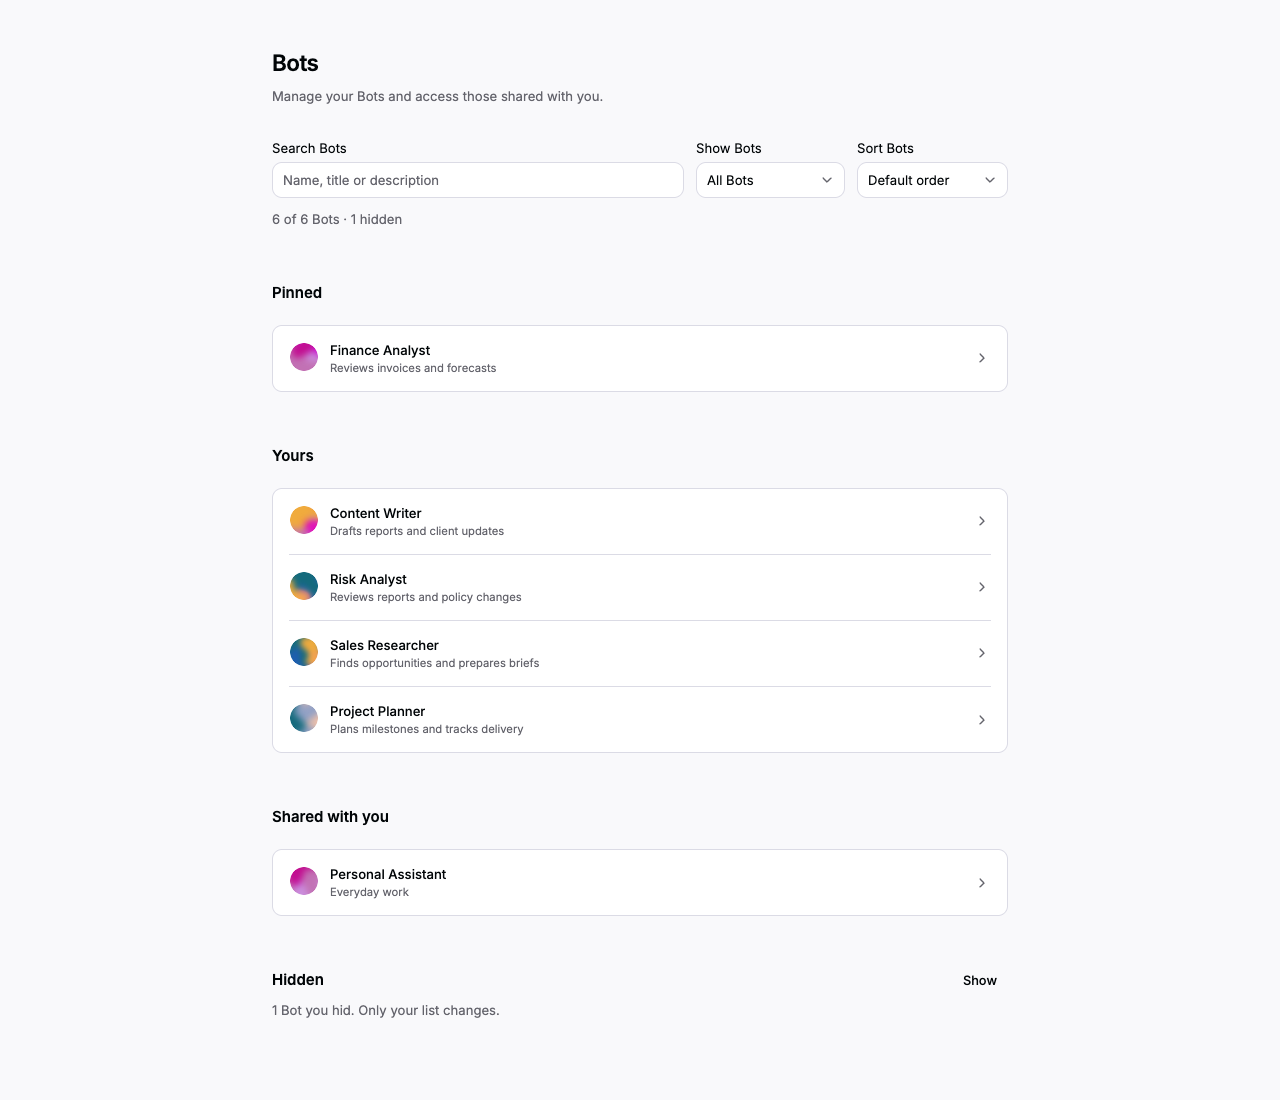 Bots
Manage your Bots and access those shared with you.
Search Bots
Show Bots
Sort Bots
Name, title or description
All Bots
Default order
6 of 6 Bots · 1 hidden
Pinned
Finance Analyst
Reviews invoices and forecasts
Yours
Content Writer
Drafts reports and client updates
Risk Analyst
Reviews reports and policy changes
Sales Researcher
Finds opportunities and prepares briefs
Project Planner
Plans milestones and tracks delivery
Shared with you
Personal Assistant
Everyday work
Hidden
Show
1 Bot you hid. Only your list changes.